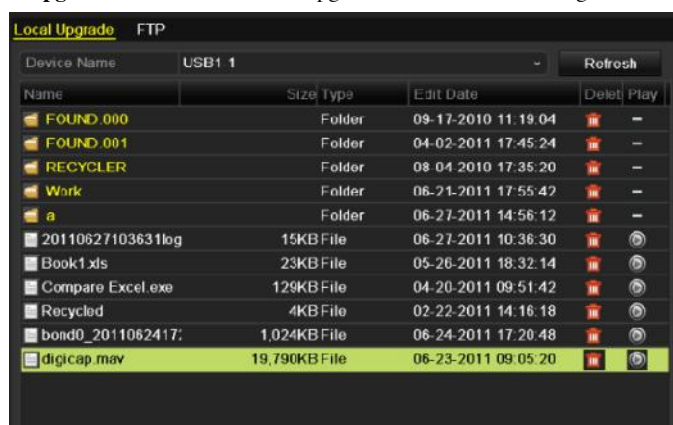 Local Upgrade FTP
Device Name USB1 1 Refresh
Name Size Type Edit Date Delet Play
FOUND.000 Folder 09-17-2010 11:19:04 –
FOUND.001 Folder 04-02-2011 17:45:24 –
RECYCLER Folder 08-04-2010 17:35:20 –
Work Folder 06-21-2011 17:55:42 –
a Folder 06-27-2011 14:56:12 –
20110627103631log 15KB File 06-27-2011 10:36:30
Book1.xls 23KB File 05-26-2011 18:32:14
Compare Excel.exe 129KB File 04-20-2011 09:51:42
Recycled 4KB File 02-22-2011 14:16:18
bond0_2011062417: 1,024KB File 06-24-2011 17:20:48
digicap.mav 19,790KB File 06-23-2011 09:05:20